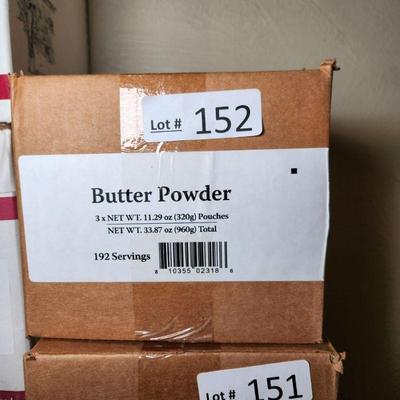 Lot # 152
Butter Powder
3 x NET WT. 11.29 oz (320g) Pouches
NET WT. 33.87 oz (960g) Total
192 Servings
8 10355 02318 6
Lot # 151